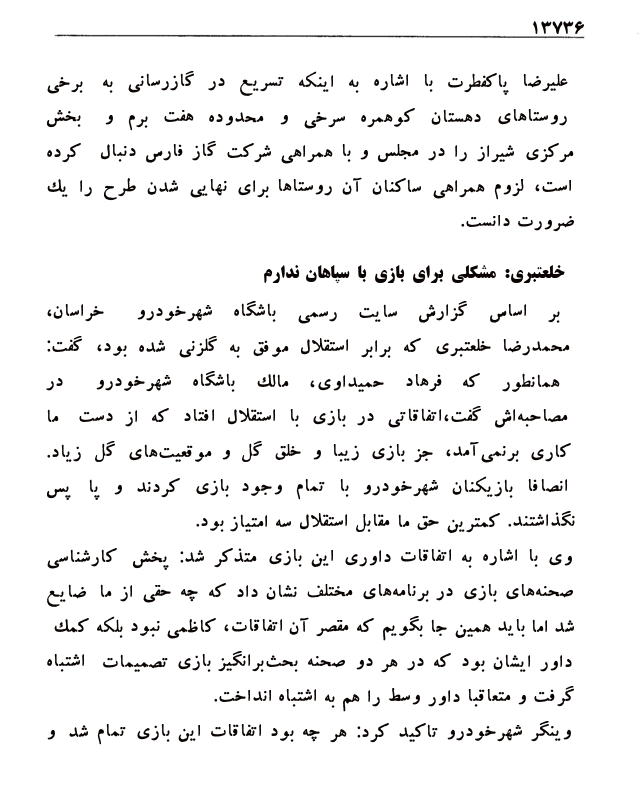 ۱۳۷۳۶
علیرضا پاکفطرت با اشاره به اینکه تسریع در گازرسانی به برخی
روستاهای دهستان کوهمره سرخی و محدوده هفت برم و بخش
مرکزی شیراز را در مجلس و با همراهی شرکت گاز فارس دنبال کرده
است، لزوم همراهی ساکنان آن روستاها برای نهایی شدن طرح را یك
ضرورت دانست.
خلعتبری: مشکلی برای بازی با سپاهان ندارم
بر اساس گزارش سایت رسمی باشگاه شهرخودرو خراسان،
محمدرضا خلعتبری که برابر استقلال موفق به گلزنی شده بود، گفت:
همانطور که فرهاد حمیداوی، مالك باشگاه شهرخودرو در
مصاحبه‌اش گفت،اتفاقاتی در بازی با استقلال افتاد که از دست ما
کاری برنمی‌آمد، جز بازی زیبا و خلق گل و موقعیت‌های گل زیاد.
انصافا بازیکنان شهرخودرو با تمام وجود بازی کردند و پا پس
نگذاشتند. کمترین حق ما مقابل استقلال سه امتیاز بود.
وی با اشاره به اتفاقات داوری این بازی متذکر شد: پخش کارشناسی
صحنه‌های بازی در برنامه‌های مختلف نشان داد که چه حقی از ما ضایع
شد اما باید همین جا بگویم که مقصر آن اتفاقات، کاظمی نبود بلکه کمك
داور ایشان بود که در هر دو صحنه بحث‌برانگیز بازی تصمیمات اشتباه
گرفت و متعاقبا داور وسط را هم به اشتباه انداخت.
وینگر شهرخودرو تاکید کرد: هر چه بود اتفاقات این بازی تمام شد و